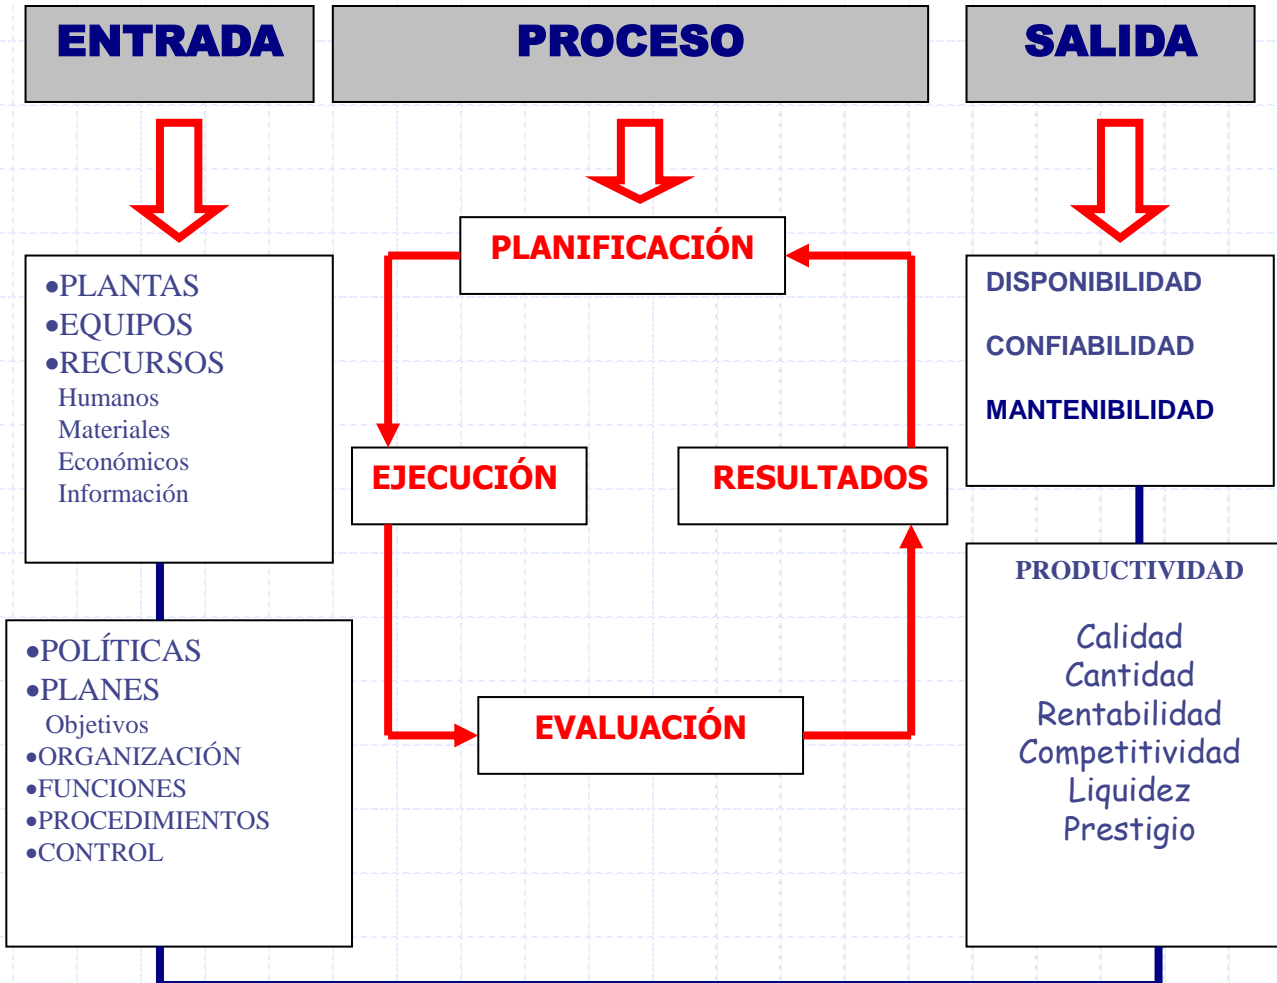 ENTRADA
PROCESO
SALIDA
•PLANTAS
•EQUIPOS
•RECURSOS
Humanos
Materiales
Económicos
Información
•POLÍTICAS
•PLANES
Objetivos
•ORGANIZACIÓN
•FUNCIONES
•PROCEDIMIENTOS
•CONTROL
PLANIFICACIÓN
EJECUCIÓN
RESULTADOS
EVALUACIÓN
DISPONIBILIDAD
CONFIABILIDAD
MANTENIBILIDAD
PRODUCTIVIDAD
Calidad
Cantidad
Rentabilidad
Competitividad
Liquidez
Prestigio